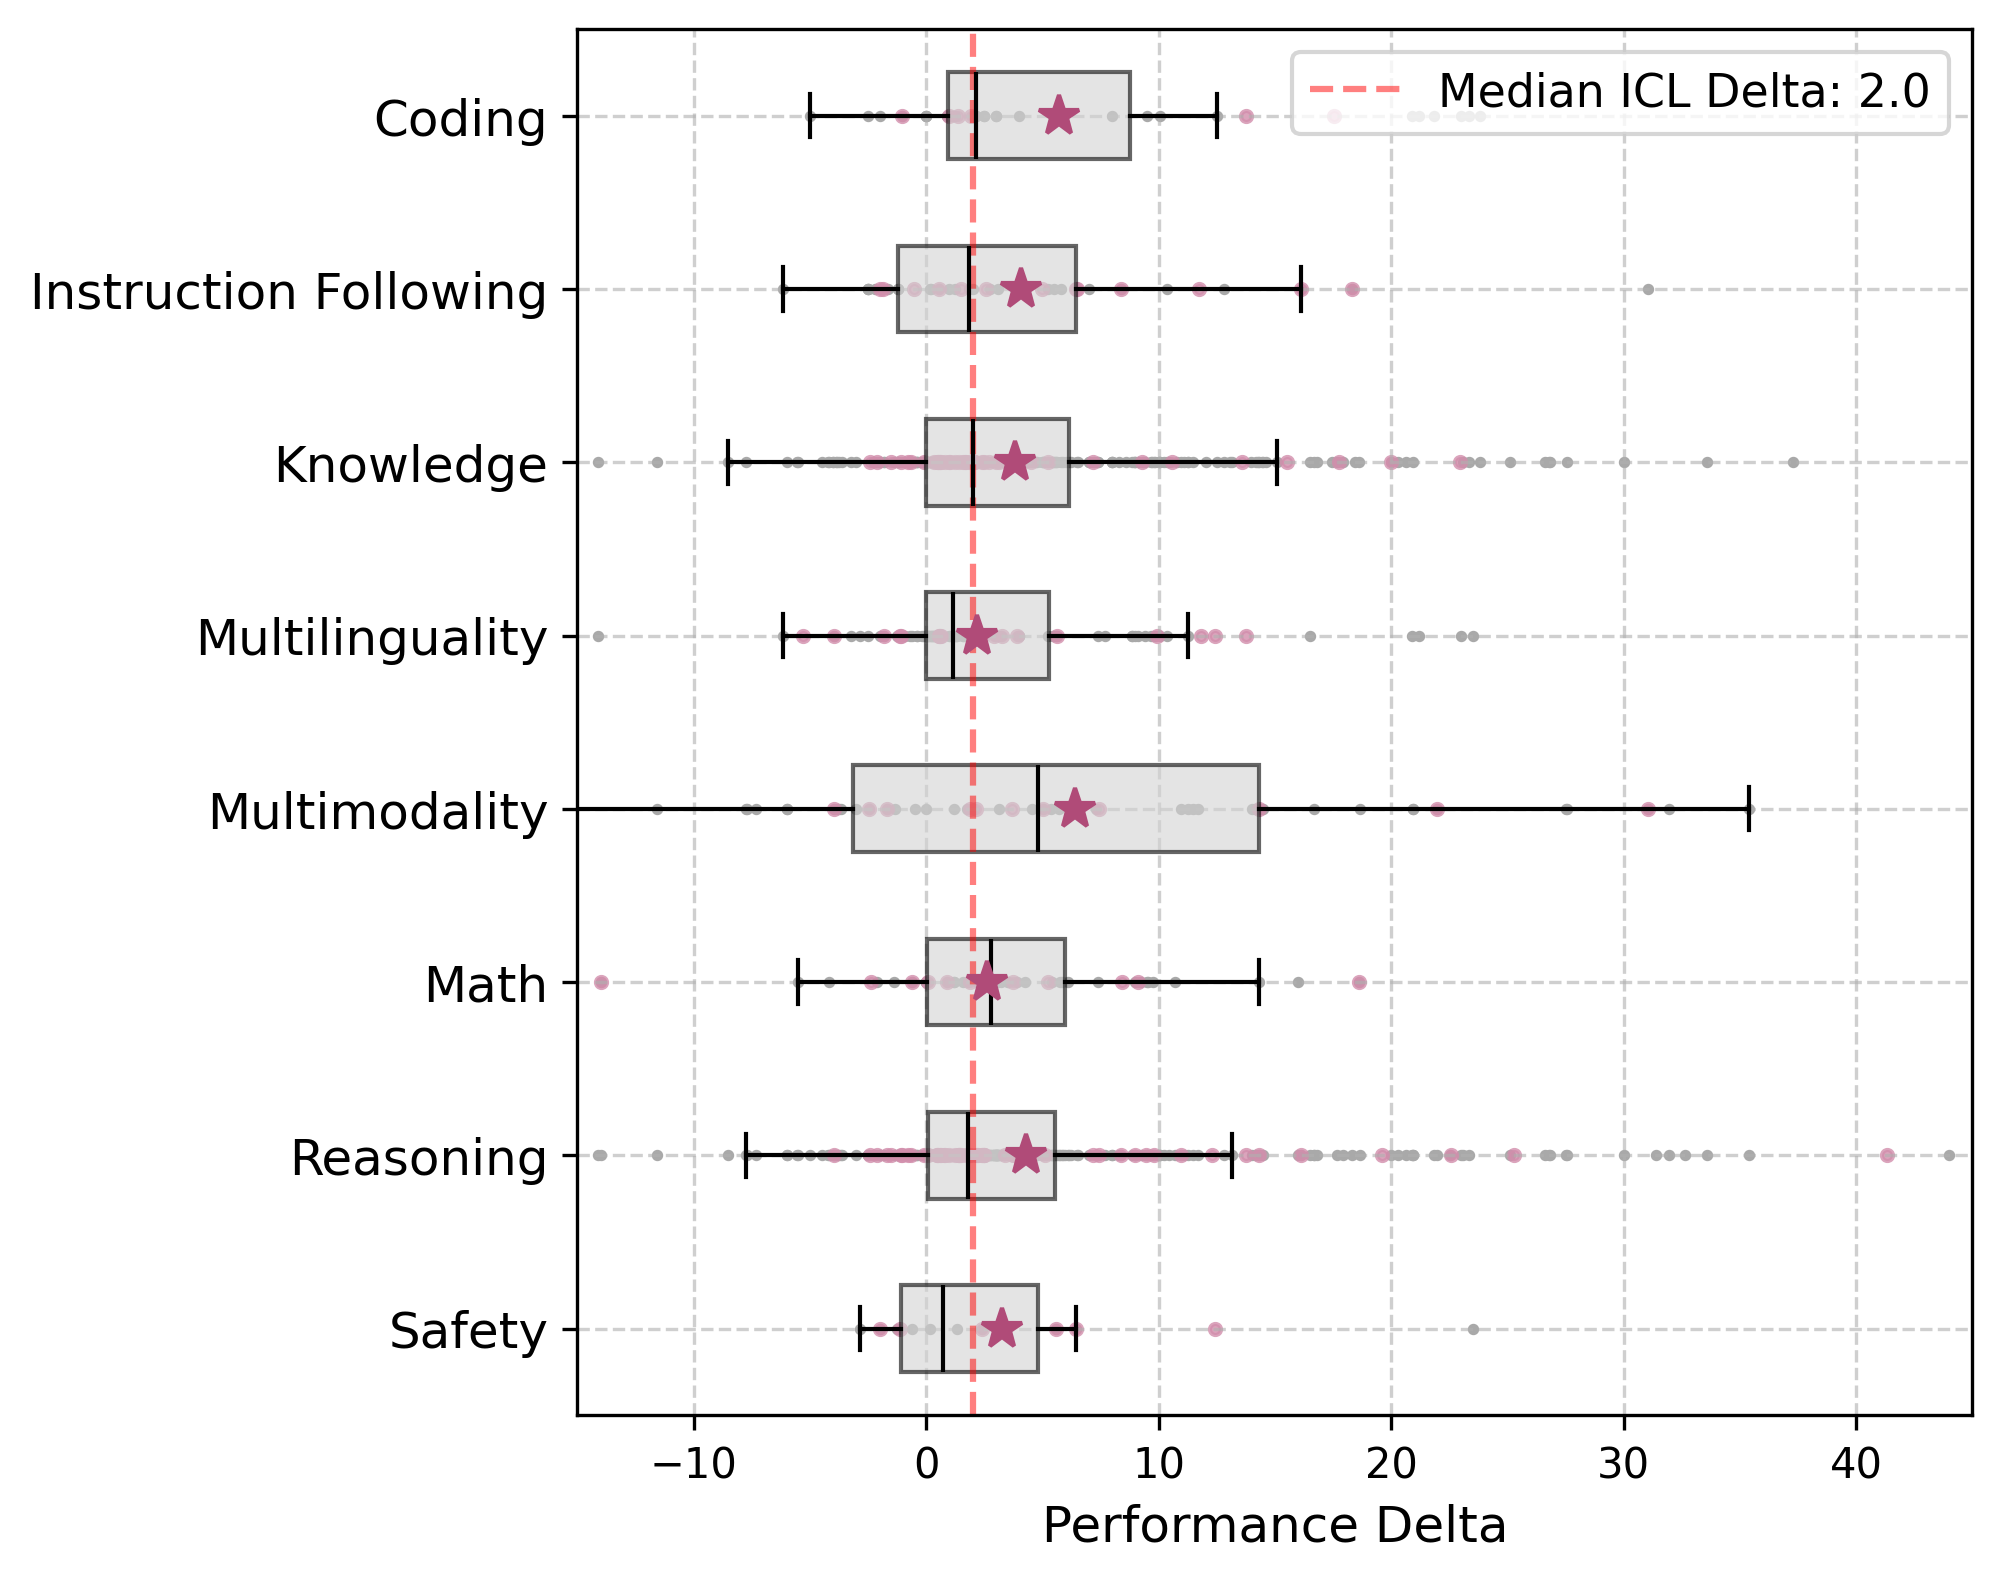 Median ICL Delta: 2.0
Coding
Instruction Following
Knowledge
Multilinguality
Multimodality
Math
Reasoning
Safety
−10 0 10 20 30 40
Performance Delta